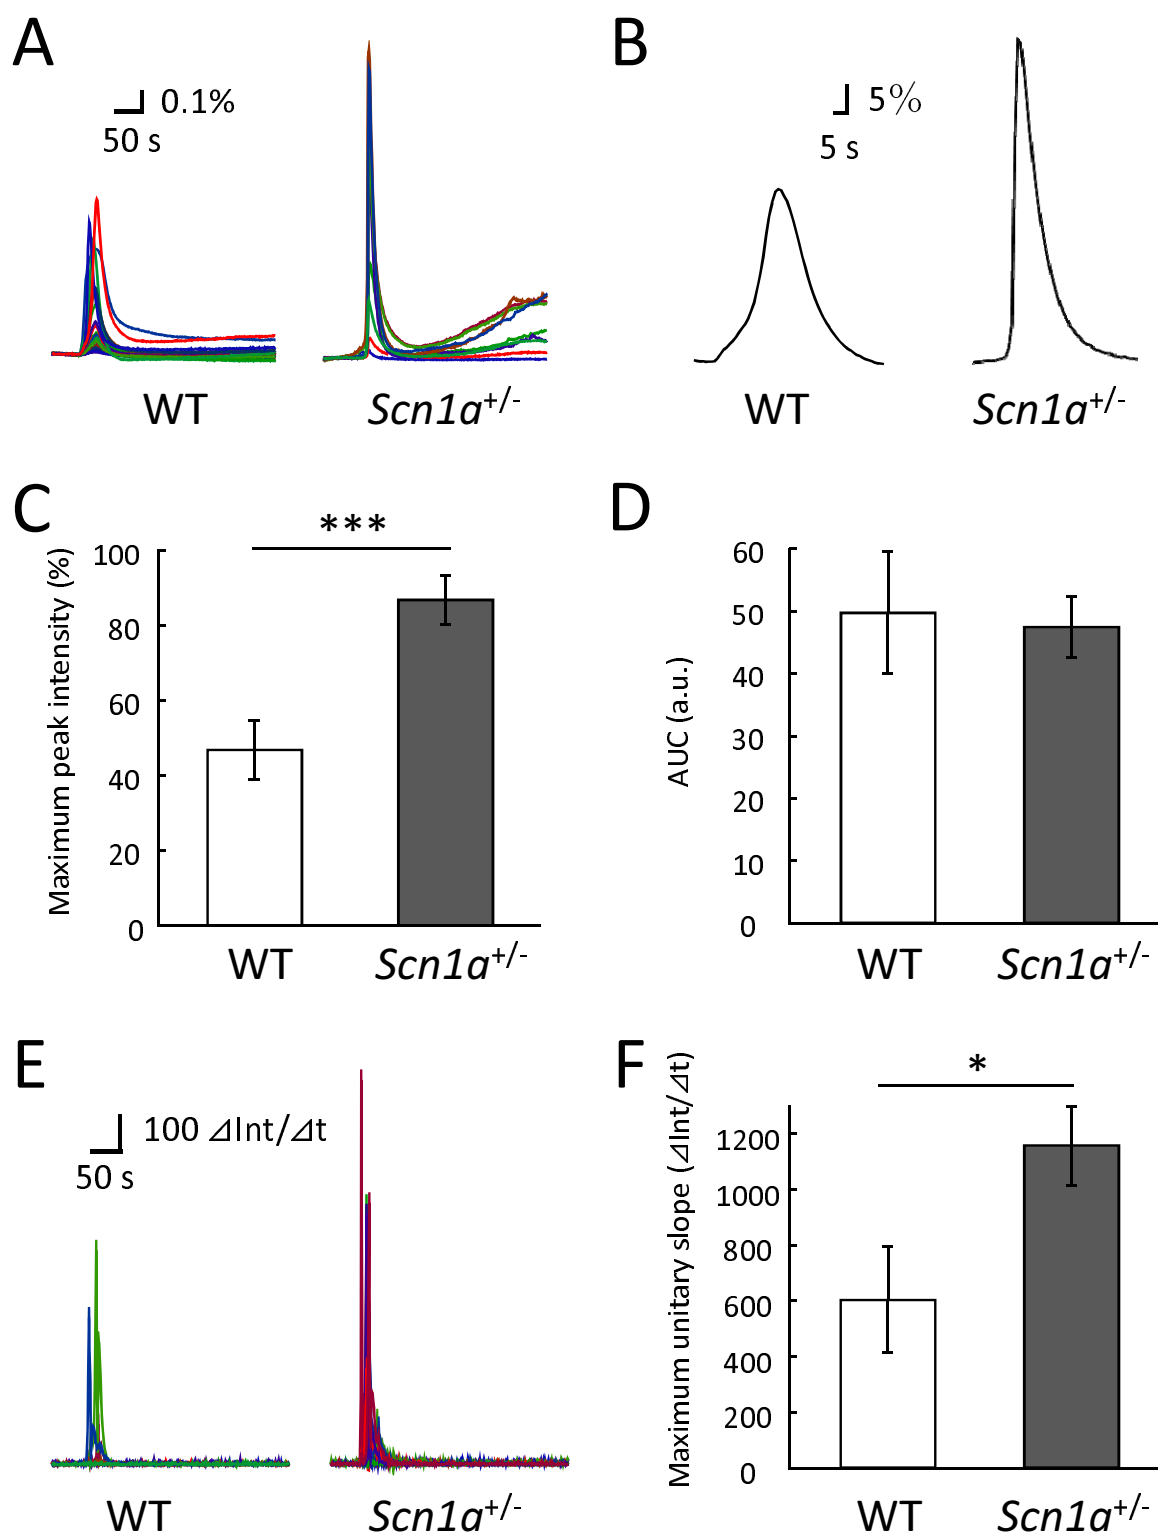 A
0.1%
50 s
WT
Scn1a+/-
B
5%
5 s
WT
Scn1a+/-
C
***
Maximum peak intensity (%)
100
80
60
40
20
0
WT
Scn1a+/-
D
AUC (a.u.)
60
50
40
30
20
10
0
WT
Scn1a+/-
E
100 ⊿Int/⊿t
50 s
WT
Scn1a+/-
F
*
Maximum unitary slope (⊿Int/⊿t)
1200
1000
800
600
400
200
0
WT
Scn1a+/-